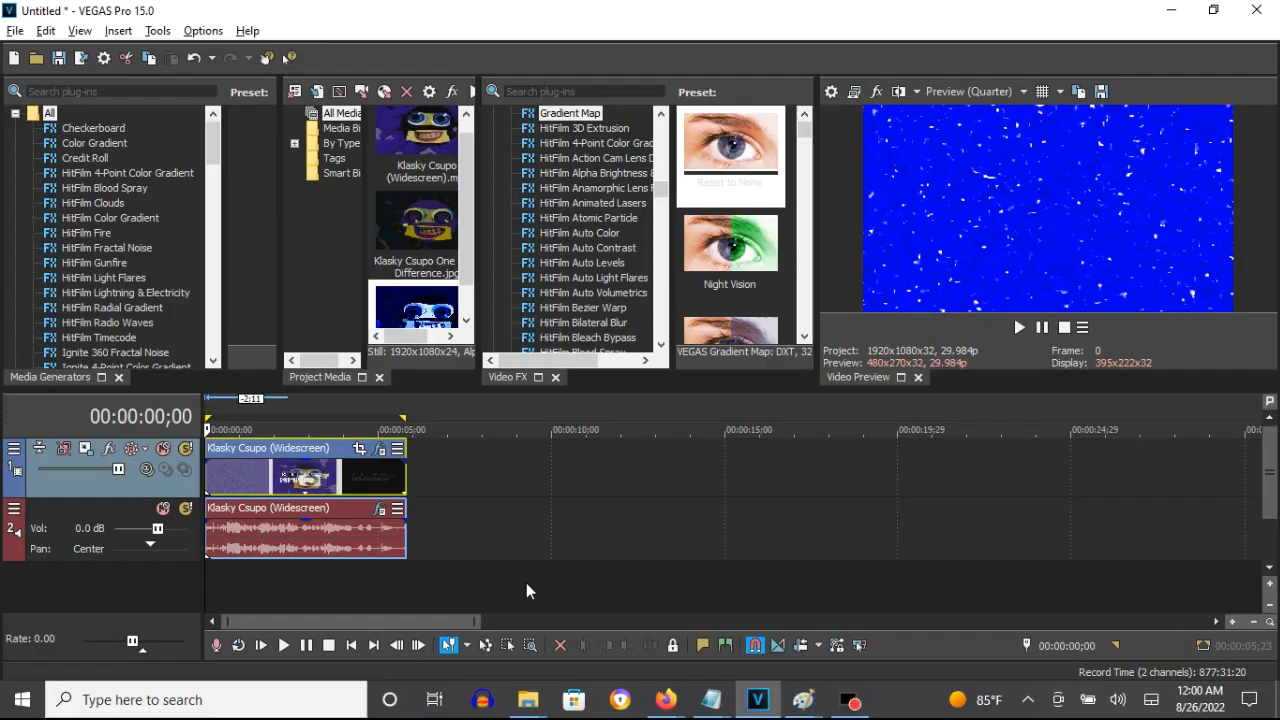 Untitled * - VEGAS Pro 15.0
File Edit View Insert Tools Options Help
Search plug-ins
Preset:
All
Checkerboard
Color Gradient
Credit Roll
HitFilm 4-Point Color Gradient
HitFilm Blood Spray
HitFilm Clouds
HitFilm Color Gradient
HitFilm Fire
HitFilm Fractal Noise
HitFilm Gunfire
HitFilm Light Flares
HitFilm Lightning & Electricity
HitFilm Radial Gradient
HitFilm Radio Waves
HitFilm Timecode
Ignite 360 Fractal Noise
Ignite 4-Point Color Gradient
Media Generators
All Media
Media Bi
By Type
Tags
Smart Bi
Klasky Csupo
(Widescreen).m
Klasky Csupo One
Difference.jpg
Still: 1920x1080x24, Alp
Project Media
Search plug-ins
Preset:
Gradient Map
HitFilm 3D Extrusion
HitFilm 4-Point Color Grad
HitFilm Action Cam Lens D
HitFilm Alpha Brightness &
HitFilm Anamorphic Lens F
HitFilm Animated Lasers
HitFilm Atomic Particle
HitFilm Auto Color
HitFilm Auto Contrast
HitFilm Auto Levels
HitFilm Auto Light Flares
HitFilm Auto Volumetrics
HitFilm Bezier Warp
HitFilm Bilateral Blur
HitFilm Bleach Bypass
Reset to None
Night Vision
VEGAS Gradient Map: DXT, 32
Video FX
Preview (Quarter)
Project: 1920x1080x32, 29.984p
Preview: 480x270x32, 29.984p
Frame: 0
Display: 395x222x32
Video Preview
00:00:00;00
-2:11
0:00:00;00 00:00:05;00 00:00:10;00 00:00:15;00 00:00:19;29 00:00:24;29 00:0
1
Klasky Csupo (Widescreen)
2
Klasky Csupo (Widescreen)
Vol: 0.0 dB
Pan: Center
Rate: 0.00
00:00:00;00
00:00:05;23
Record Time (2 channels): 877:31:20
Type here to search
85°F
12:00 AM
8/26/2022